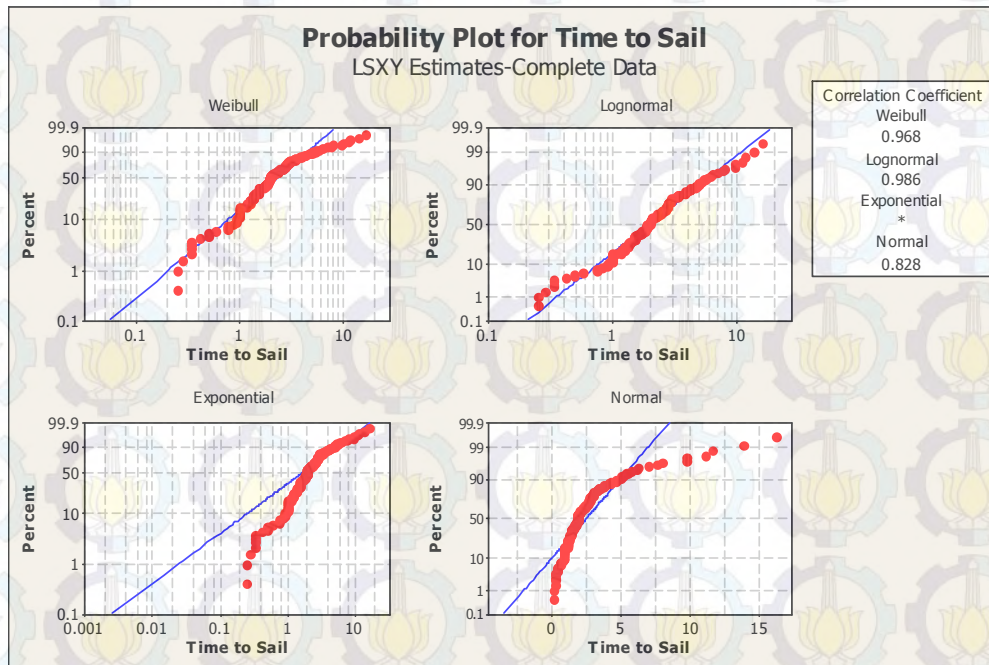 Probability Plot for Time to Sail
LSXY Estimates-Complete Data
Weibull
99.9
90
50
10
1
0.1
0.1
1
10
Percent
Time to Sail
Lognormal
99.9
99
90
50
10
1
0.1
0.1
1
10
Percent
Time to Sail
Correlation Coefficient
Weibull
0.968
Lognormal
0.986
Exponential
*
Normal
0.828
Exponential
99.9
90
50
10
1
0.1
0.001
0.01
0.1
1
10
Percent
Time to Sail
Normal
99.9
99
90
50
10
1
0.1
0
5
10
15
Percent
Time to Sail